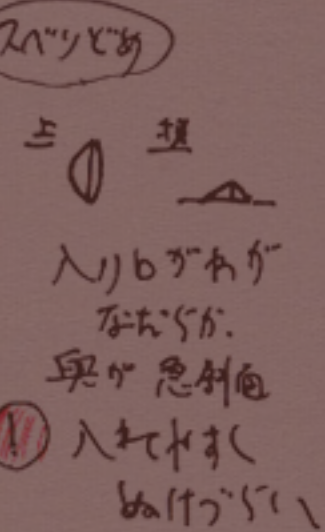 スベリどめ
上 横
入り口がわが
なだらか.
奥が 急斜面
! 入れやすく
ぬけづらい